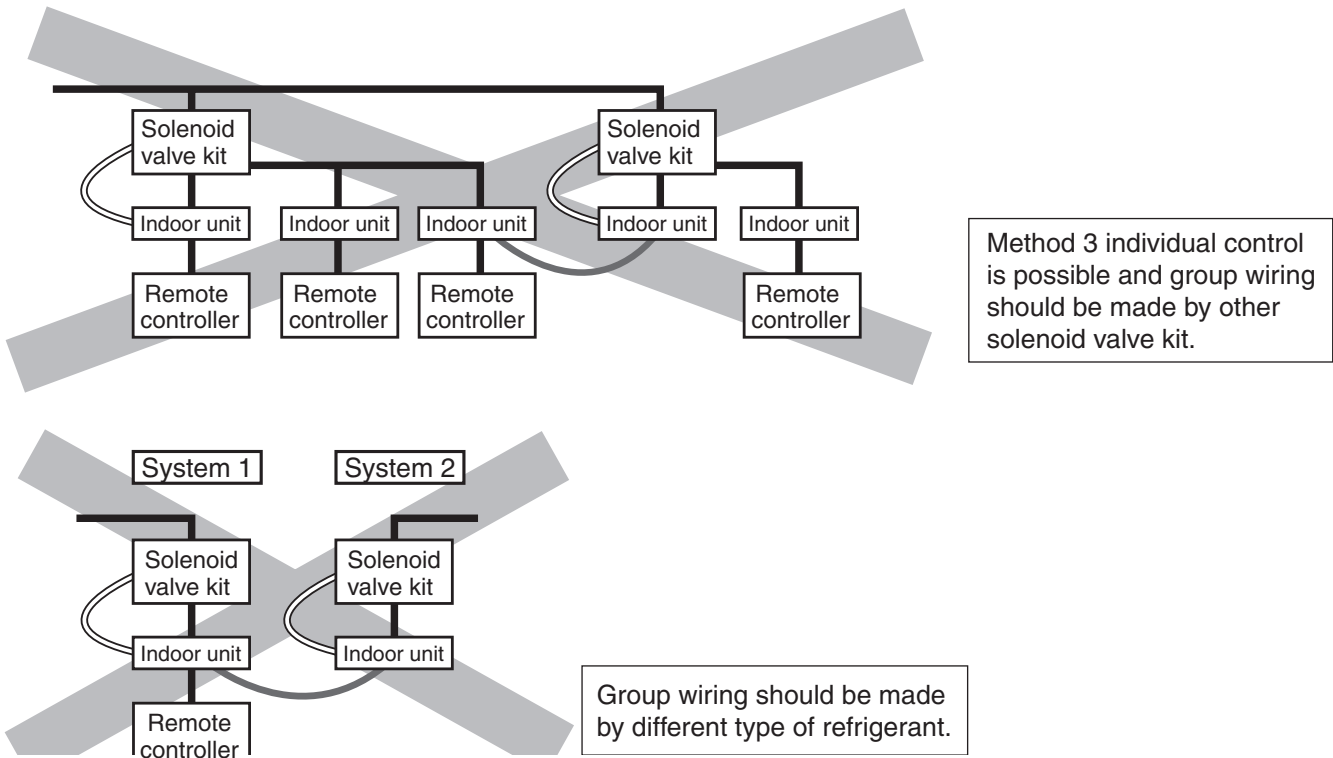 Solenoid
valve kit
Solenoid
valve kit
Indoor unit
Indoor unit
Indoor unit
Indoor unit
Indoor unit
Remote
controller
Remote
controller
Remote
controller
Remote
controller
Method 3 individual control
is possible and group wiring
should be made by other
solenoid valve kit.
System 1
System 2
Solenoid
valve kit
Solenoid
valve kit
Indoor unit
Indoor unit
Remote
controller
Group wiring should be made
by different type of refrigerant.